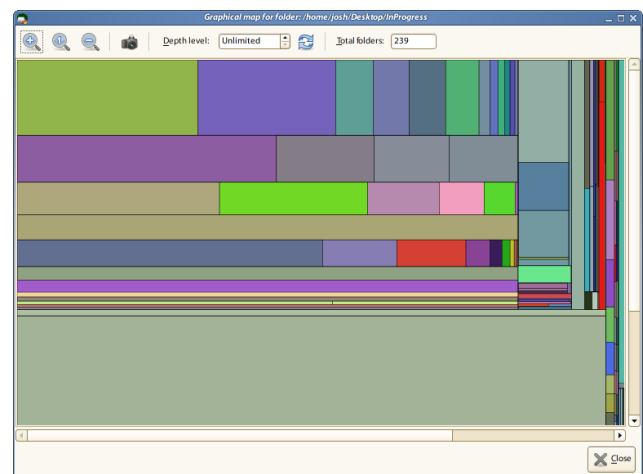 Graphical map for folder: /home/josh/Desktop/InProgress
Depth level: Unlimited Total folders: 239
Close